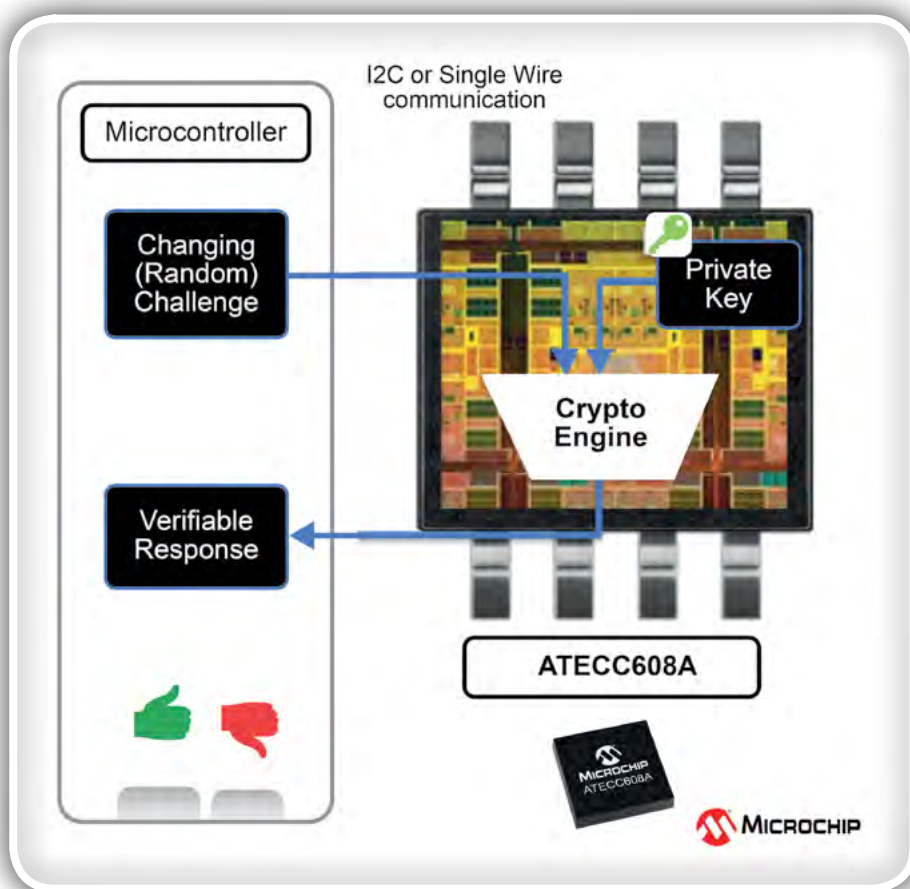 I2C or Single Wire
communication
Microcontroller
Changing
(Random)
Challenge
Private
Key
Crypto
Engine
Verifiable
Response
ATECC608A
MICROCHIP
ATECC608A
MICROCHIP